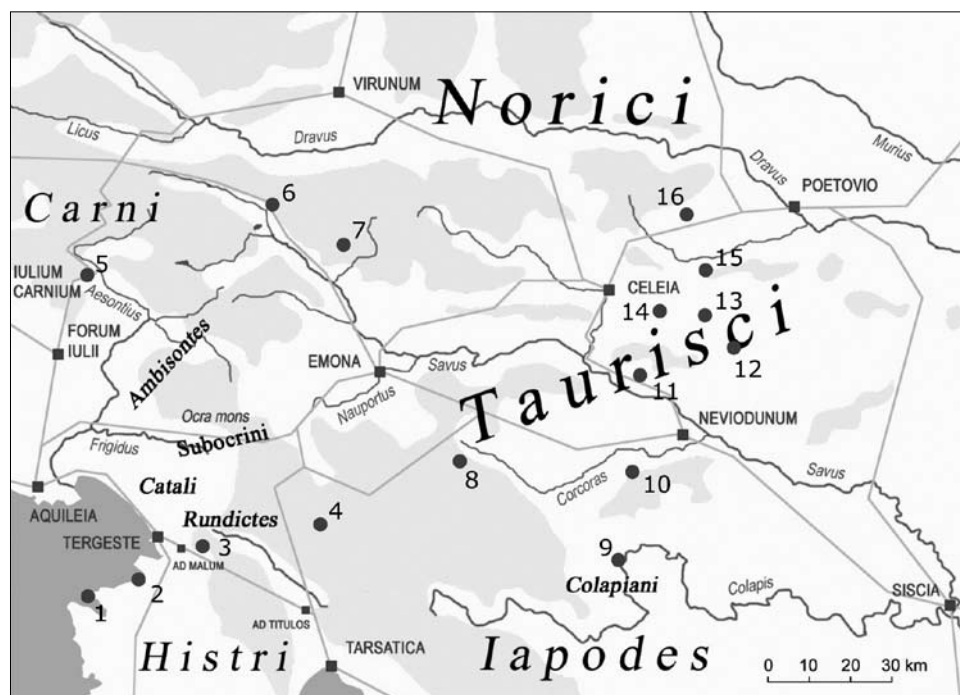 VIRUNUM
Norici
Licus
Dravus
Murius
Dravus
POETOVIO
Carni
6
16
7
5
IULIUM
CARNIUM
Aesontius
15
CELEIA
14
13
FORUM
IULII
Ambisontes
12
EMONA
Savus
Taurisci
11
Nauportus
Ocra mons
Subocrini
NEVIODUNUM
Frigidus
8
Corcoras
10
Savus
Catali
AQUILEIA
Rundictes
4
TERGESTE
3
AD MALUM
9
Colapiani
Colapis
SISCIA
2
1
AD TITULOS
Histri
TARSATICA
Iapodes
0 10 20 30 km